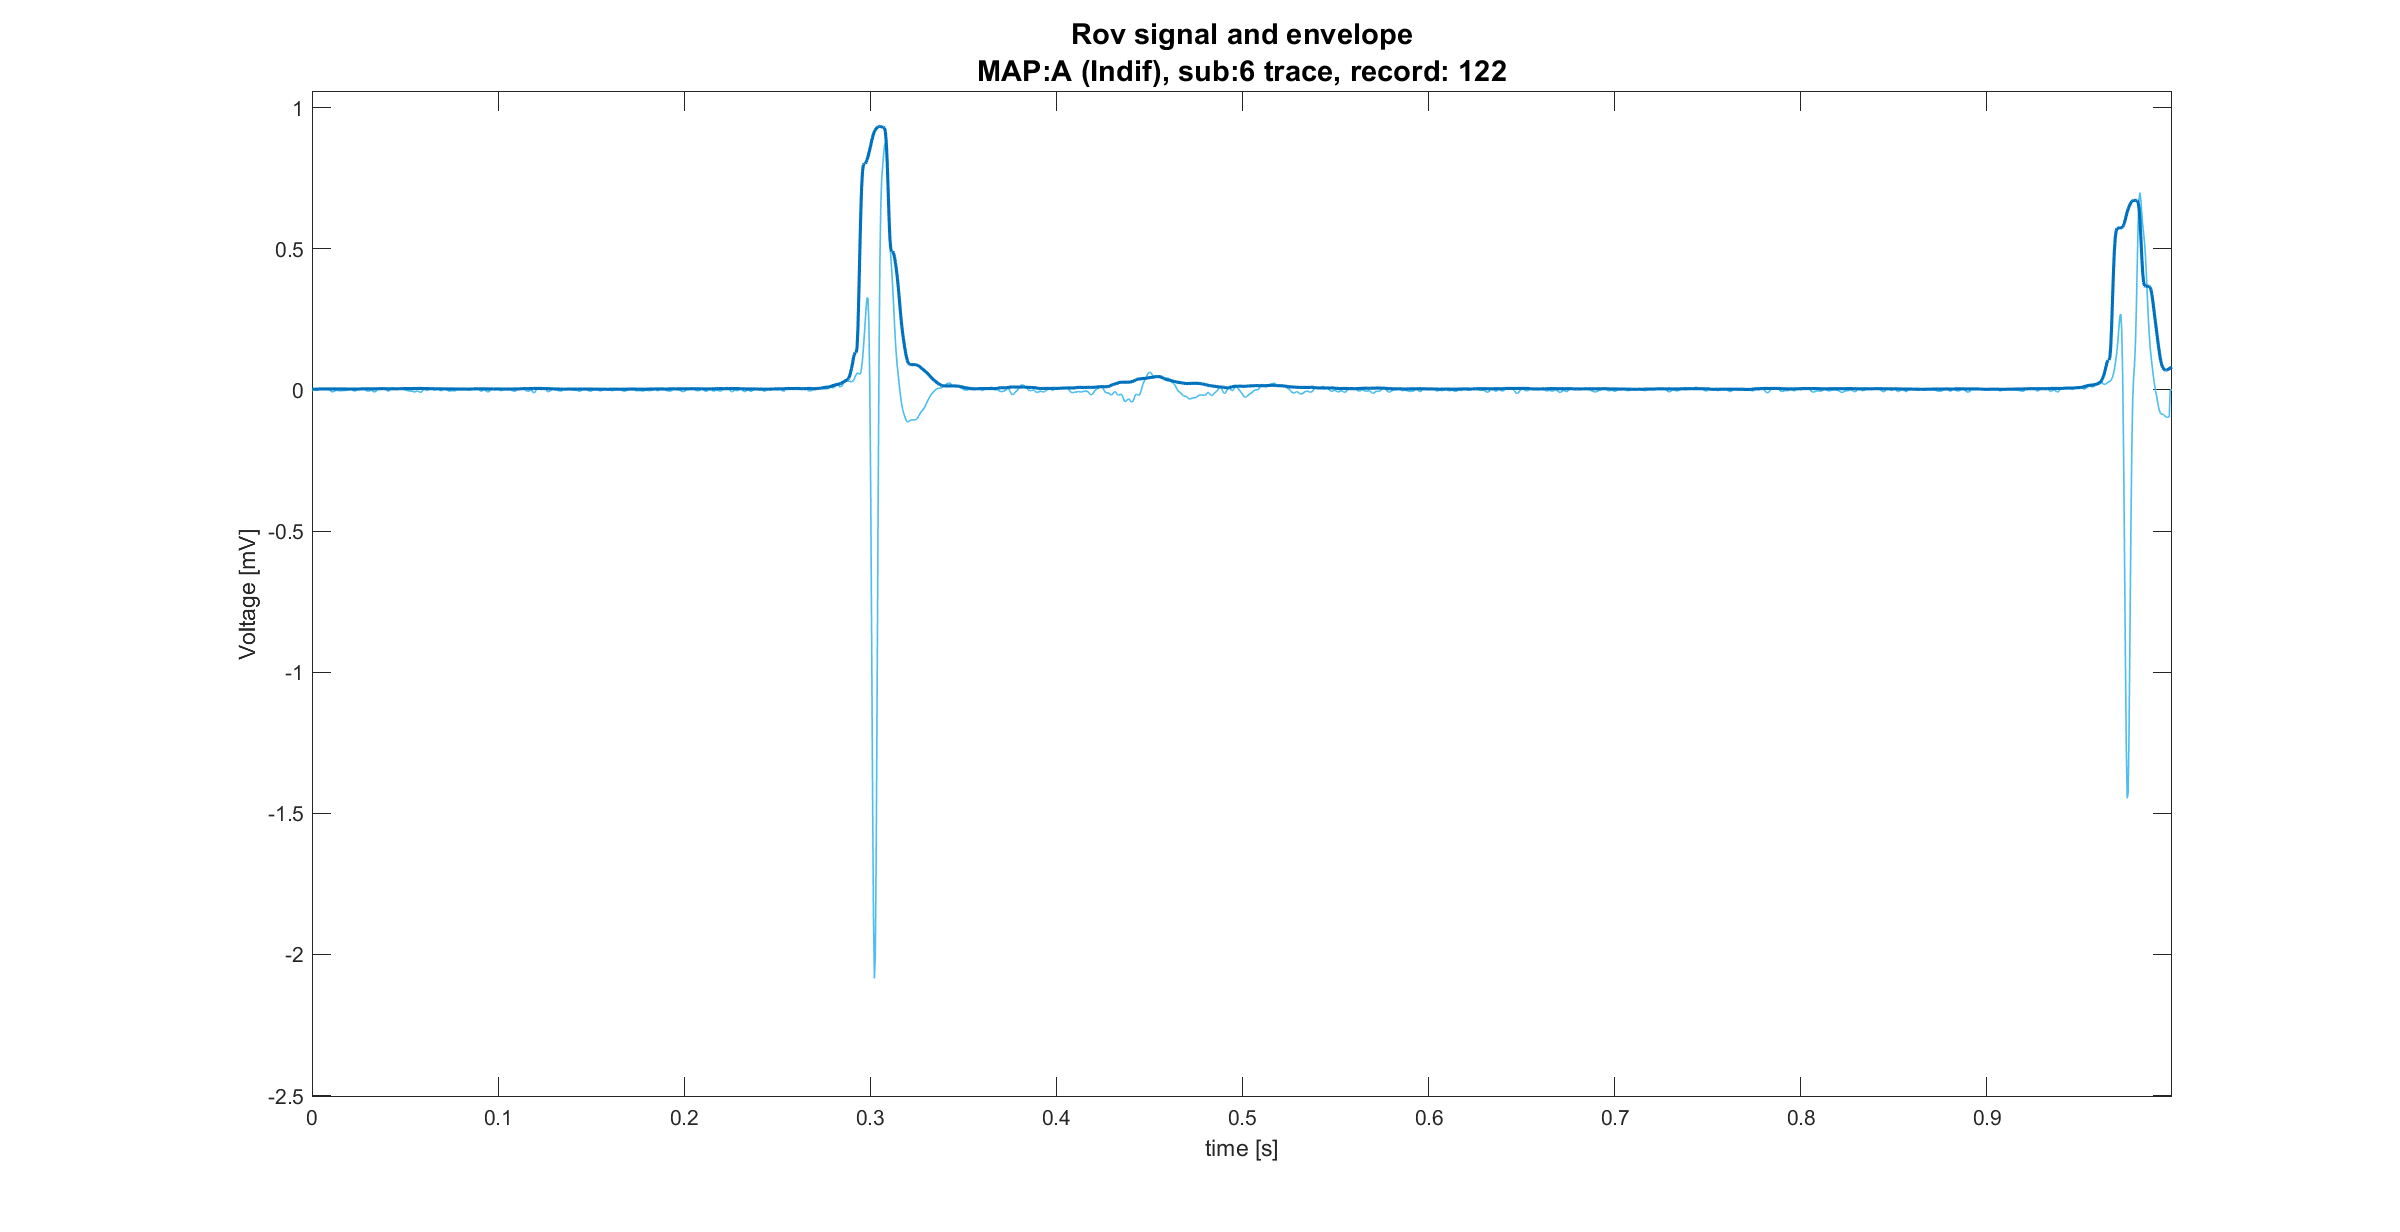 Rov signal and envelope
MAP:A (Indif), sub:6 trace, record: 122
1
0.5
0
-0.5
-1
-1.5
-2
-2.5
Voltage [mV]
0 0.1 0.2 0.3 0.4 0.5 0.6 0.7 0.8 0.9
time [s]